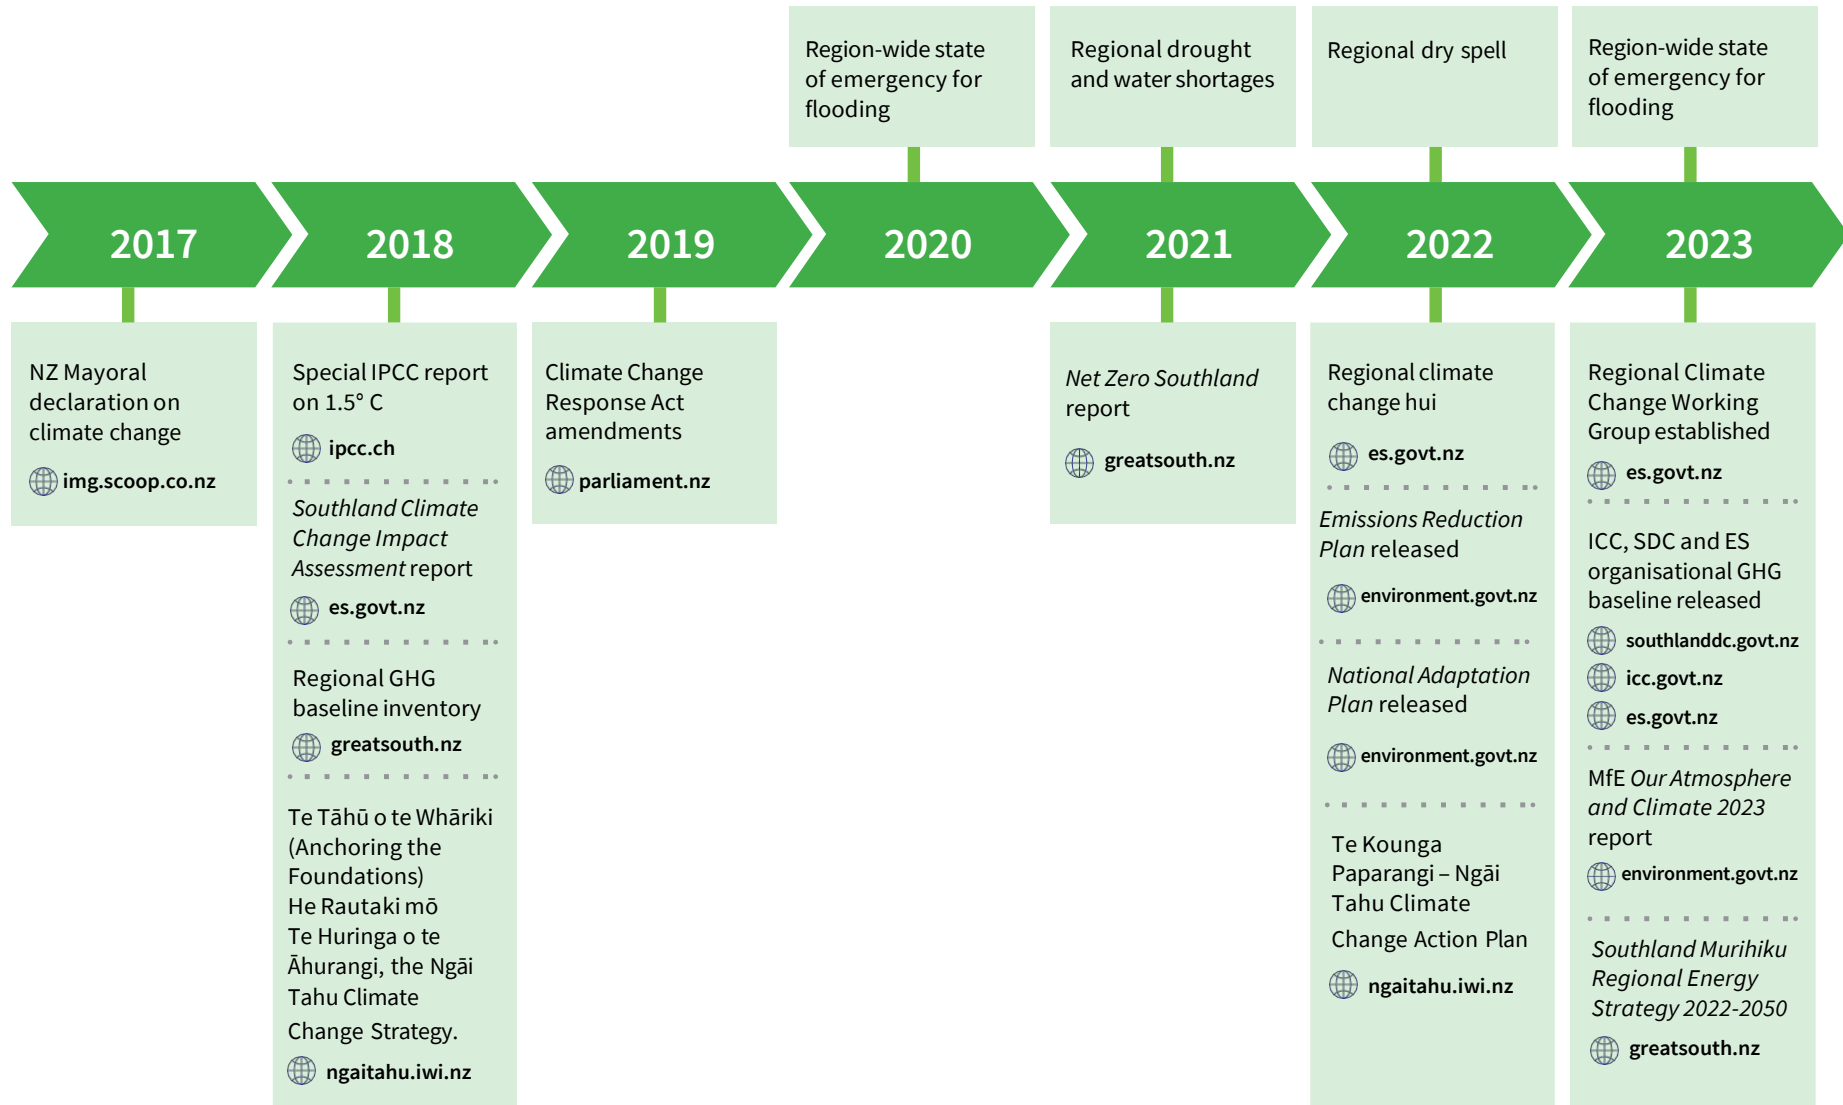 Region-wide state
of emergency for
flooding
Regional drought
and water shortages
Regional dry spell
Region-wide state
of emergency for
flooding
2017
2018
2019
2020
2021
2022
2023
NZ Mayoral
declaration on
climate change
img.scoop.co.nz
Special IPCC report
on 1.5° C
ipcc.ch
Southland Climate
Change Impact
Assessment report
es.govt.nz
Regional GHG
baseline inventory
greatsouth.nz
Te Tāhū o te Whāriki
(Anchoring the
Foundations)
He Rautaki mō
Te Huringa o te
Āhurangi, the Ngāi
Tahu Climate
Change Strategy.
ngaitahu.iwi.nz
Climate Change
Response Act
amendments
parliament.nz
Net Zero Southland
report
greatsouth.nz
Regional climate
change hui
es.govt.nz
Emissions Reduction
Plan released
environment.govt.nz
National Adaptation
Plan released
environment.govt.nz
Te Kounga
Paparangi – Ngāi
Tahu Climate
Change Action Plan
ngaitahu.iwi.nz
Regional Climate
Change Working
Group established
es.govt.nz
ICC, SDC and ES
organisational GHG
baseline released
southlanddc.govt.nz
icc.govt.nz
es.govt.nz
MfE Our Atmosphere
and Climate 2023
report
environment.govt.nz
Southland Murihiku
Regional Energy
Strategy 2022-2050
greatsouth.nz